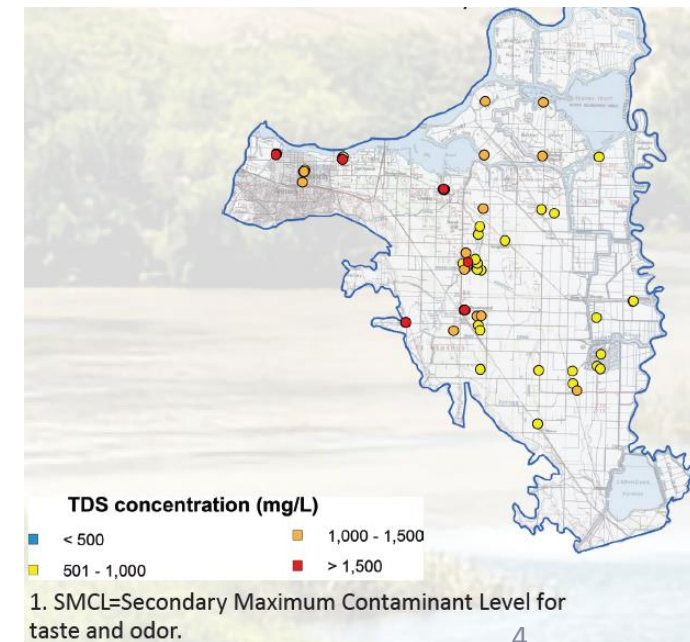 TDS concentration (mg/L)
< 500
1,000 - 1,500
501 - 1,000
> 1,500
1. SMCL=Secondary Maximum Contaminant Level for
taste and odor.
4